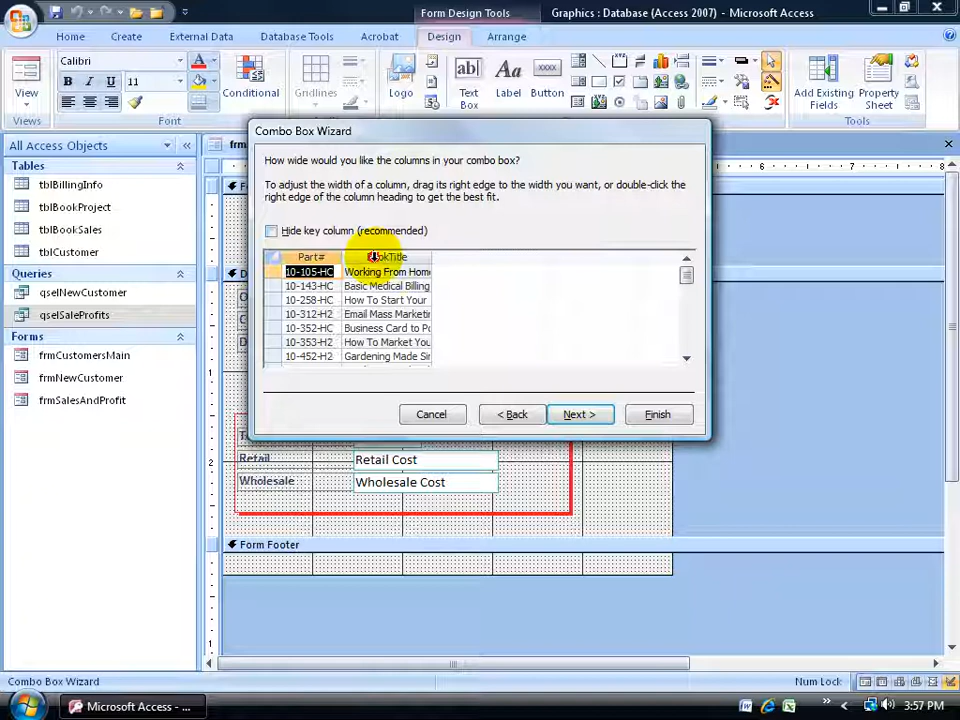 Form Design Tools
Graphics : Database (Access 2007) - Microsoft Access
Home
Create
External Data
Database Tools
Acrobat
Design
Arrange
View
Views
Calibri
B I U 11
Font
Conditional
Gridlines
Gridlines
Logo
Text Box
Label
Button
Controls
Add Existing Fields
Property Sheet
Tools
All Access Objects
Tables
tblBillingInfo
tblBookProject
tblBookSales
tblCustomer
Queries
qselNewCustomer
qselSaleProfits
Forms
frmCustomersMain
frmNewCustomer
frmSalesAndProfit
Combo Box Wizard
How wide would you like the columns in your combo box?
To adjust the width of a column, drag its right edge to the width you want, or double-click the
right edge of the column heading to get the best fit.
Hide key column (recommended)
Part#
10-105-HC Working From Home
10-143-HC Basic Medical Billing
10-258-HC How To Start Your
10-312-H2 Email Mass Marketi
10-352-HC Business Card to Po
10-353-H2 How To Market You
10-452-H2 Gardening Made Sir
Cancel
< Back
Next >
Finish
Retail
Retail Cost
Wholesale
Wholesale Cost
Form Footer
Combo Box Wizard
Num Lock
Microsoft Access - ...
3:57 PM